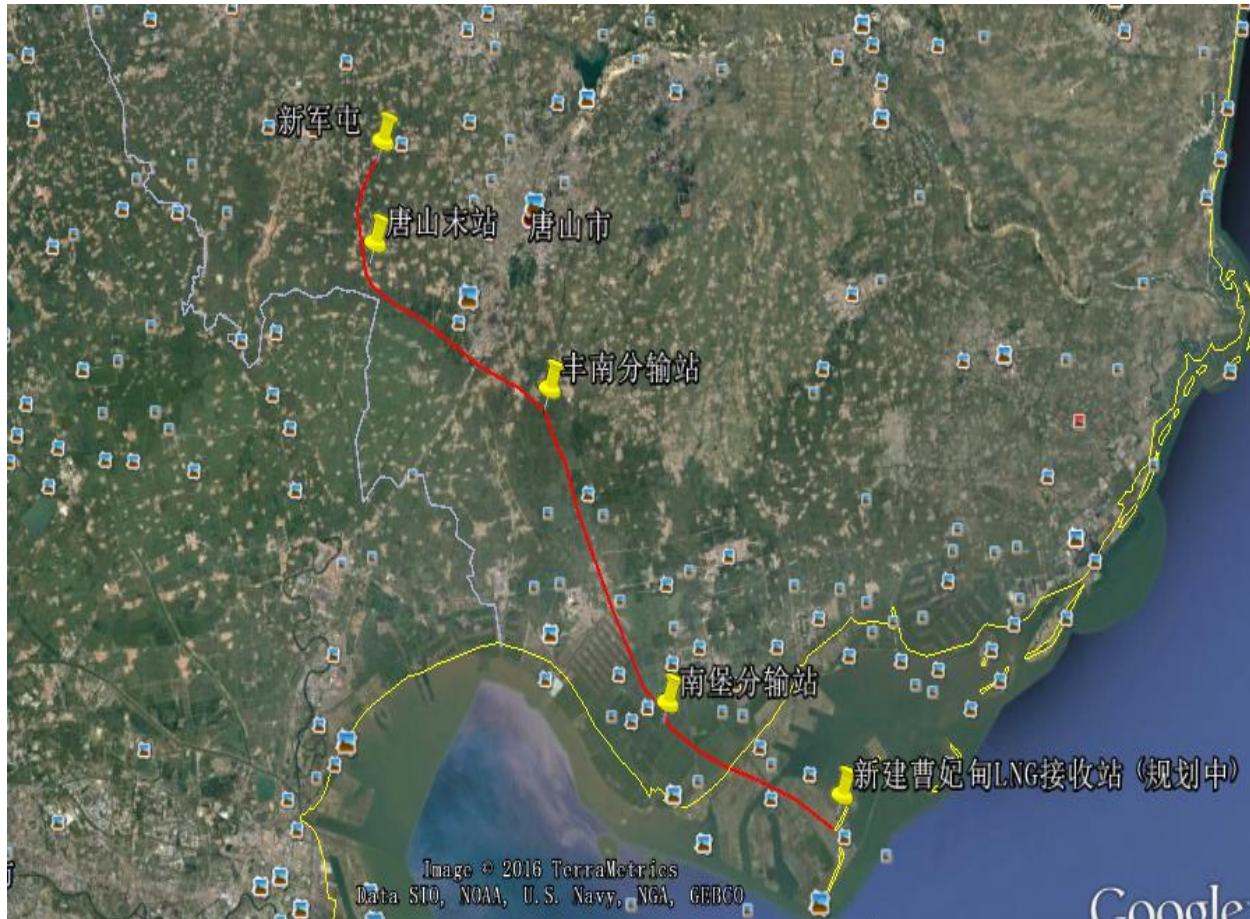 新军屯
唐山末站
唐山市
丰南分输站
南堡分输站
新建曹妃甸LNG接收站(规划中)
Image © 2016 TerraMetrics
Data SIO, NOAA, U.S. Navy, NGA, GEBCO
Google